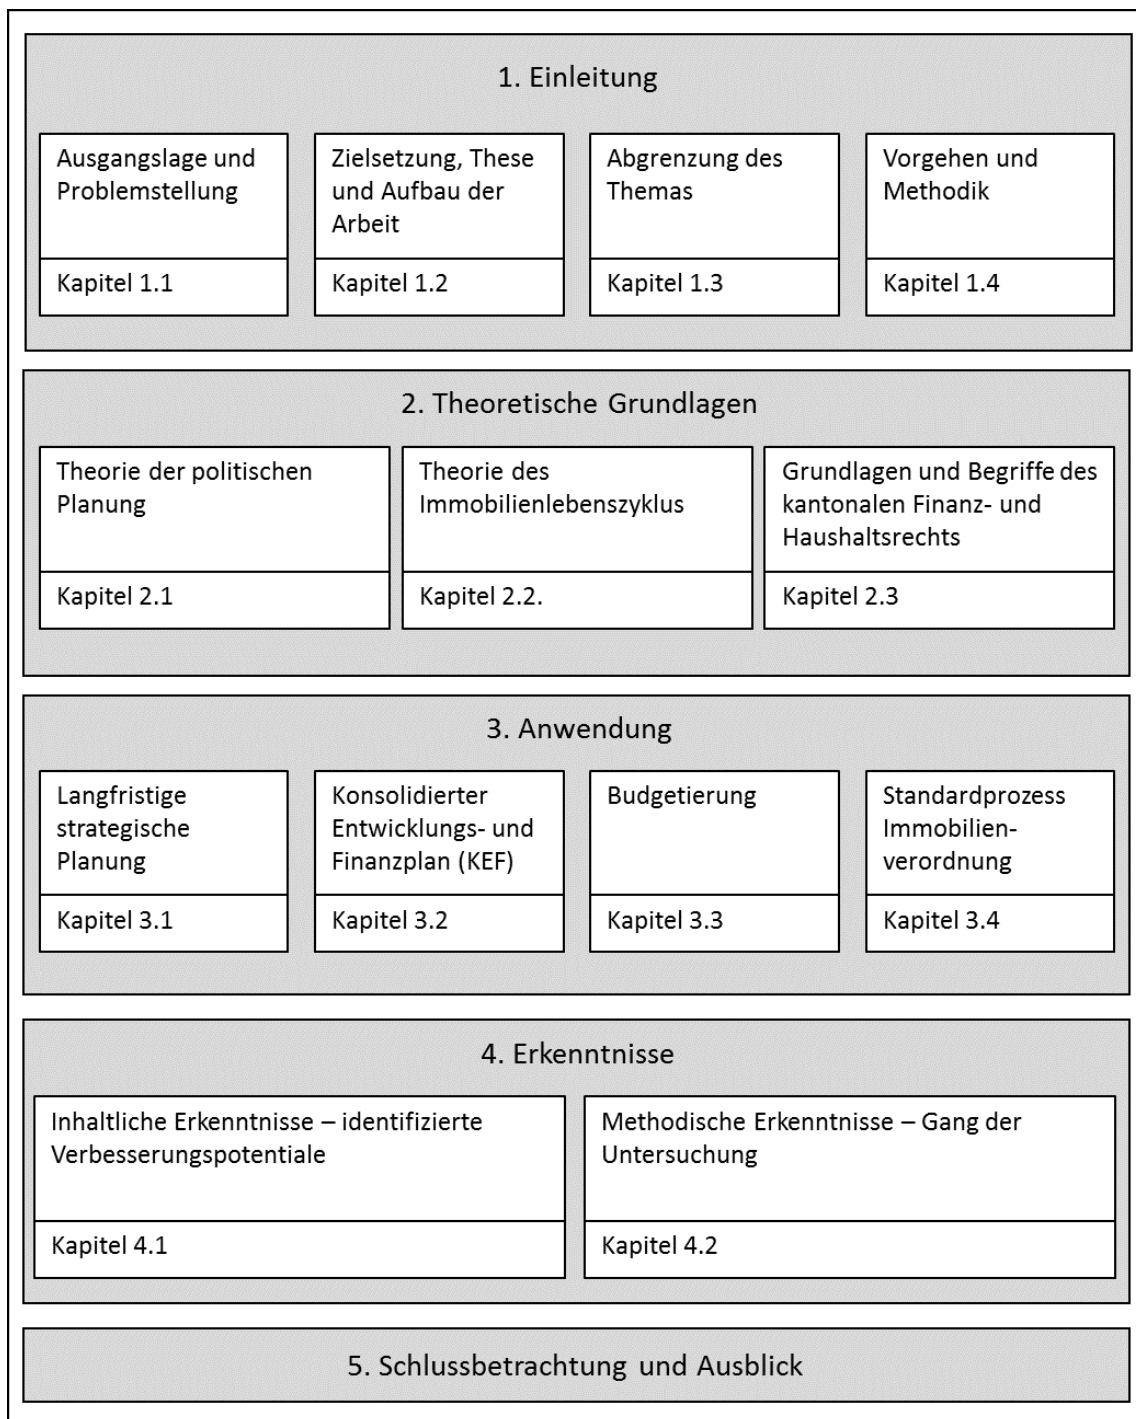 1. Einleitung
Ausgangslage und
Problemstellung
Kapitel 1.1
Zielsetzung, These
und Aufbau der
Arbeit
Kapitel 1.2
Abgrenzung des
Themas
Kapitel 1.3
Vorgehen und
Methodik
Kapitel 1.4
2. Theoretische Grundlagen
Theorie der politischen
Planung
Kapitel 2.1
Theorie des
Immobilienlebenszyklus
Kapitel 2.2.
Grundlagen und Begriffe des
kantonalen Finanz- und
Haushaltsrechts
Kapitel 2.3
3. Anwendung
Langfristige
strategische
Planung
Kapitel 3.1
Konsolidierter
Entwicklungs- und
Finanzplan (KEF)
Kapitel 3.2
Budgetierung
Kapitel 3.3
Standardprozess
Immobilien-
verordnung
Kapitel 3.4
4. Erkenntnisse
Inhaltliche Erkenntnisse – identifizierte
Verbesserungspotentiale
Kapitel 4.1
Methodische Erkenntnisse – Gang der
Untersuchung
Kapitel 4.2
5. Schlussbetrachtung und Ausblick